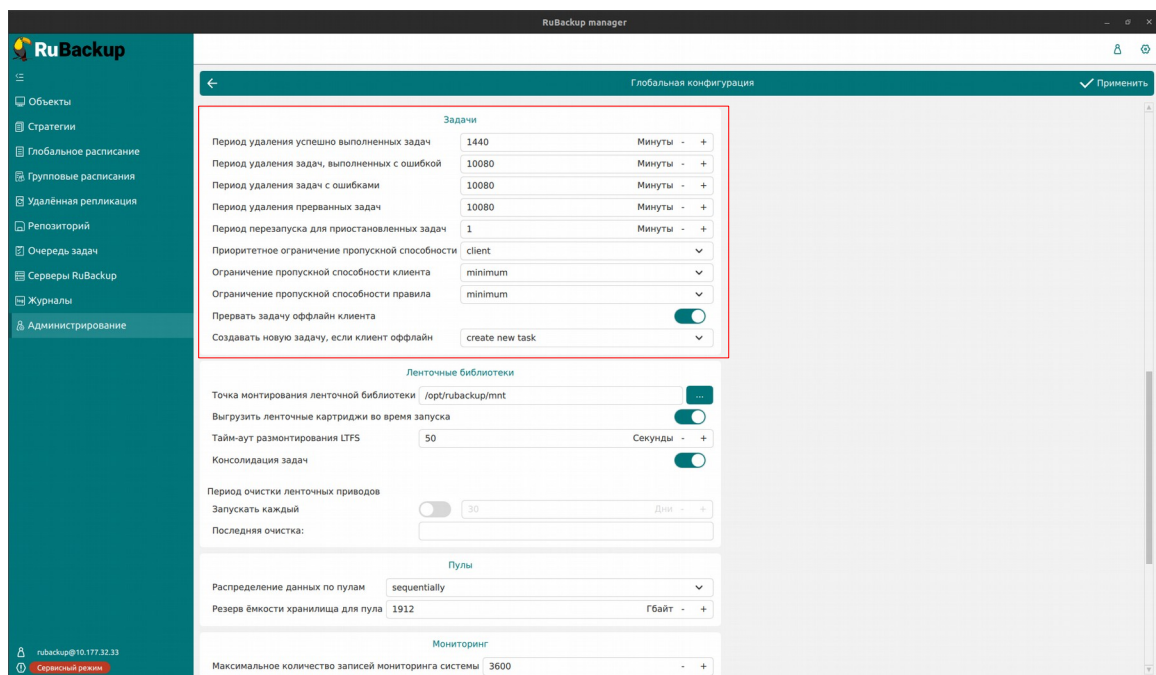 RuBackup manager
RuBackup
Объекты
Стратегии
Глобальное расписание
Групповые расписания
Удалённая репликация
Репозиторий
Очередь задач
Серверы RuBackup
Журналы
Администрирование
rubackup@10.177.32.33
Сервисный режим
Глобальная конфигурация
Применить
Задачи
Период удаления успешно выполненных задач 1440 Минуты - +
Период удаления задач, выполненных с ошибкой 10080 Минуты - +
Период удаления задач с ошибками 10080 Минуты - +
Период удаления прерванных задач 10080 Минуты - +
Период перезапуска для приостановленных задач 1 Минуты - +
Приоритетное ограничение пропускной способности client
Ограничение пропускной способности клиента minimum
Ограничение пропускной способности правила minimum
Прервать задачу оффлайн клиента
Создавать новую задачу, если клиент оффлайн create new task
Ленточные библиотеки
Точка монтирования ленточной библиотеки /opt/rubackup/mnt ...
Выгрузить ленточные картриджи во время запуска
Тайм-аут размонтирования LTFS 50 Секунды - +
Консолидация задач
Период очистки ленточных приводов
Запускать каждый 30 Дни - +
Последняя очистка:
Пулы
Распределение данных по пулам sequentially
Резерв ёмкости хранилища для пула 1912 Гбайт - +
Мониторинг
Максимальное количество записей мониторинга системы 3600 - +